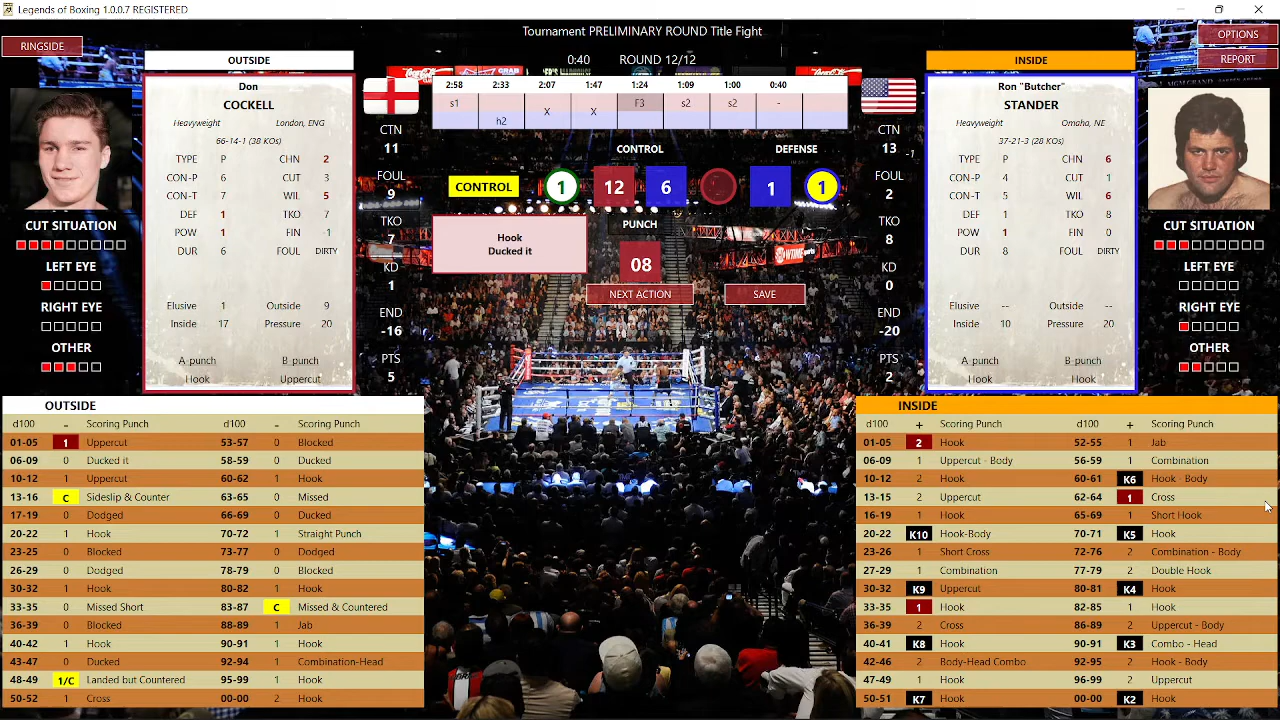 Legends of Boxing 1.0.0.7 REGISTERED
RINGSIDE
Tournament PRELIMINARY ROUND Title Fight
0:40 ROUND 12/12
OPTIONS
REPORT
OUTSIDE
Don
COCKELL
Heavyweight London, ENG
66-14-1 (38 KOs)
TYPE P CHN 2
CON-P 6 CUT 3
CON-T 5 WIL 5
DEF 1 TKO 7
POW 1 FIN -1
DUR 6 FOUL DIRTY
Elusive 1 Outside 9
Inside 17 Pressure 20
A-punch B_punch
Hook Uppercut
CUT SITUATION
LEFT EYE
RIGHT EYE
OTHER
CTN
11
FOUL
9
TKO
7
KD
1
END
-16
PTS
5
2:58 2:33 2:07 1:47 1:24 1:09 1:00 0:40
s1 X X F3 s2 s2 -
h2
CONTROL DEFENSE
CONTROL 1 12 6 1 1
Hook
Ducked it
PUNCH
08
NEXT ACTION SAVE
CTN
13 -1
FOUL
2
TKO
8
KD
0
END
-20
PTS
2
INSIDE
Ron "Butcher"
STANDER
Heavyweight Omaha, NE
37-21-3 (28 KOs)
TYPE P CHN 6
CON-P 4 CUT 1
CON-T 5 WIL 6
DEF 1 TKO 8
POW 1 FIN
DUR 8 FOUL DIRTY
Elusive -- Outside --
Inside 10 Pressure 20
A-punch B_punch
Hook Hook
CUT SITUATION
LEFT EYE
RIGHT EYE
OTHER
OUTSIDE
d100 - Scoring Punch d100 - Scoring Punch
01-05 1 Uppercut 53-57 0 Blocked
06-09 0 Ducked it 58-59 0 Ducked
10-12 1 Uppercut 60-62 1 Hook
13-16 C Sideslip & Counter 63-65 0 Missed
17-19 0 Dodged 66-69 0 Ducked
20-22 1 Hook 70-72 1 Straight Punch
23-25 0 Blocked 73-77 0 Dodged
26-29 0 Dodged 78-79 0 Blocked
30-32 1 Hook 80-82 1 Hook
33-35 0 Missed Short 83-87 C Missed & Countered
36-39 0 Blocked 88-89 1 Jab
40-42 1 Hook 90-91 1 Hook
43-47 0 Ducked 92-94 1 Combination-Head
48-49 1/C Landed but Countered 95-99 1 Hook
50-52 1 Cross 00-00 2 Hook
INSIDE
d100 + Scoring Punch d100 + Scoring Punch
01-05 2 Hook 52-55 1 Jab
06-09 1 Uppercut - Body 56-59 1 Combination
10-12 2 Hook 60-61 K6 Hook - Body
13-15 2 Uppercut 62-64 1 Cross
16-19 1 Hook 65-69 1 Short Hook
20-22 K10 Hook-Body 70-71 K5 Hook
23-26 1 Short Cross 72-76 2 Combination - Body
27-29 1 Combination 77-79 2 Double Hook
30-32 K9 Uppercut 80-81 K4 Hook
33-35 1 Hook 82-85 1 Hook
36-39 2 Cross 86-89 2 Uppercut - Body
40-41 K8 Hook 90-91 K3 Combo - Head
42-46 2 Body-Head Combo 92-95 2 Hook - Body
47-49 1 Hook 96-99 2 Uppercut
50-51 K7 Hook 00-00 K2 Hook